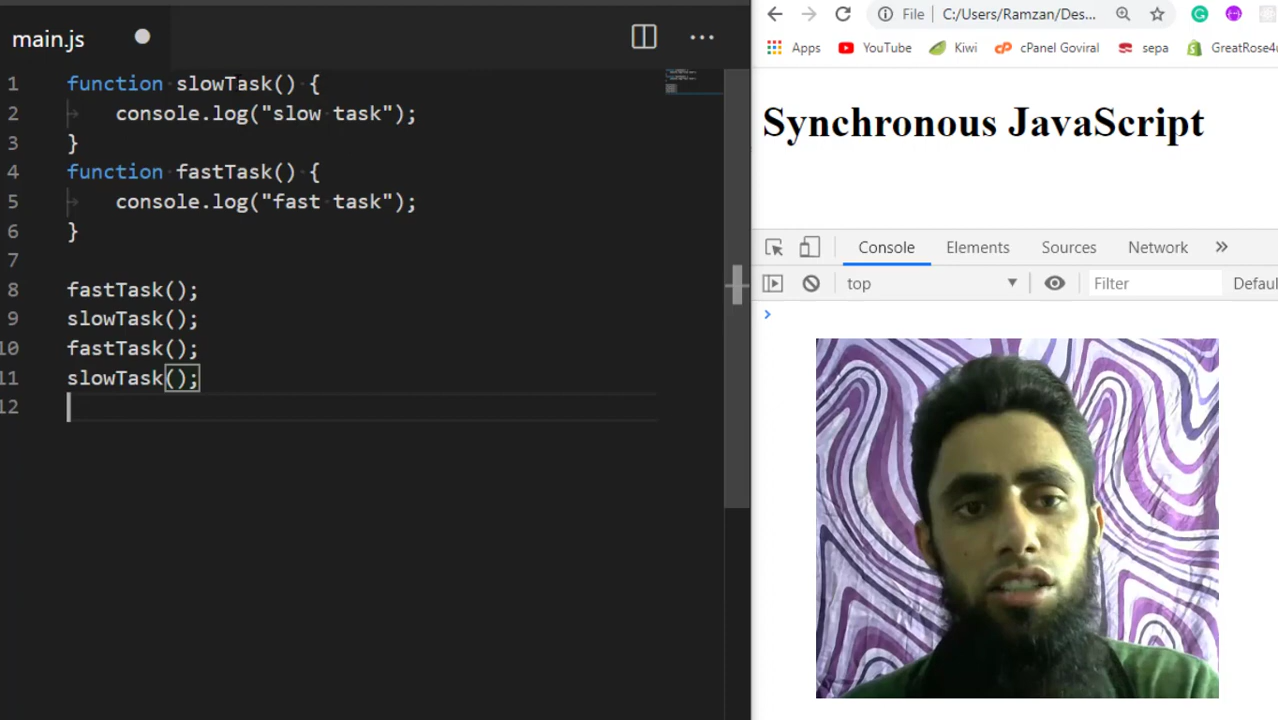 main.js
1 function slowTask() {
2 console.log("slow task");
3 }
4 function fastTask() {
5 console.log("fast task");
6 }
7
8 fastTask();
9 slowTask();
10 fastTask();
11 slowTask();
12
File C:/Users/Ramzan/Des...
Apps YouTube Kiwi cPanel Goviral sepa GreatRose4u
Synchronous JavaScript
Console Elements Sources Network »
top Filter Defaul